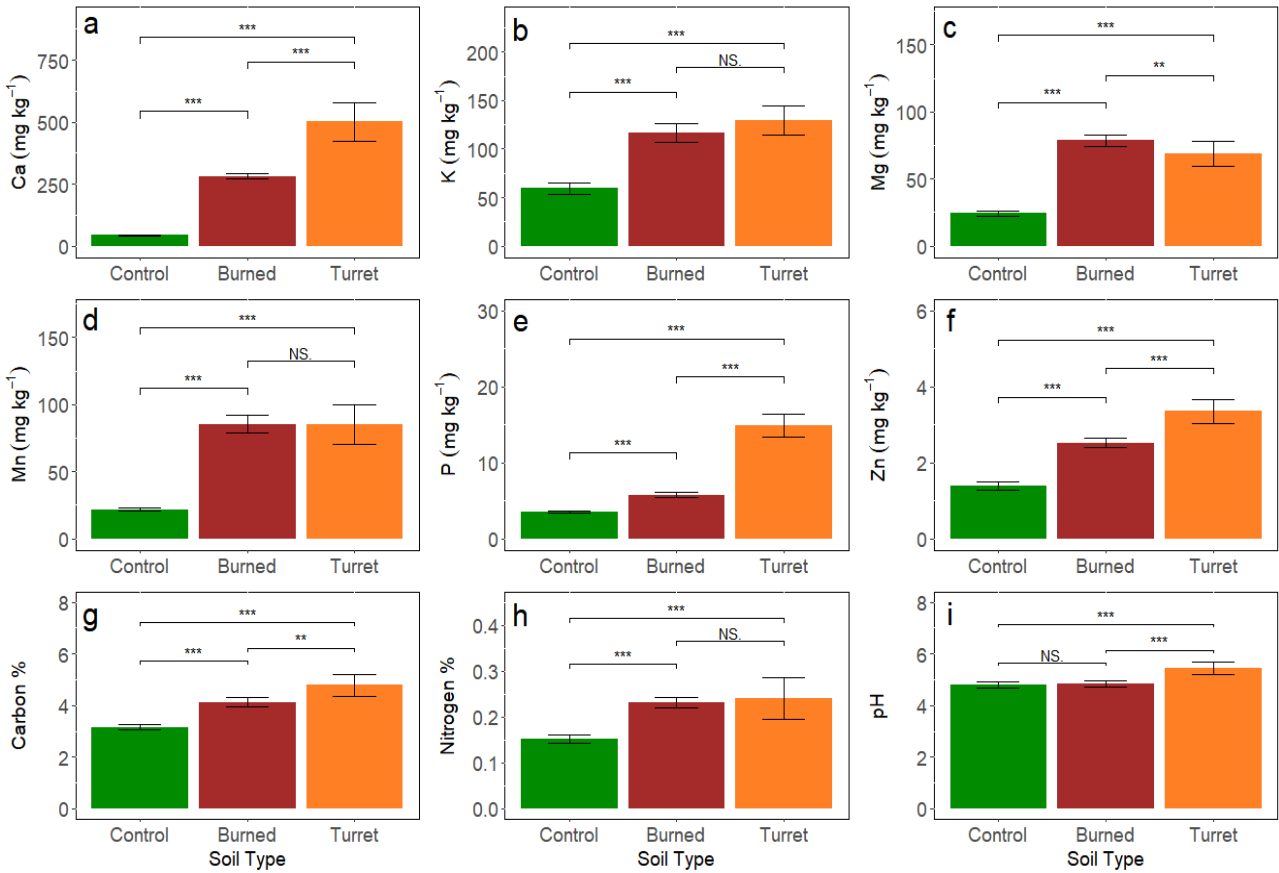 a
b
c
Ca (mg kg⁻¹)
750
500
250
0
***
***
***
Control Burned Turret
K (mg kg⁻¹)
200
150
100
50
0
***
NS.
***
Control Burned Turret
Mg (mg kg⁻¹)
150
100
50
0
***
**
***
Control Burned Turret
d
e
f
Mn (mg kg⁻¹)
150
100
50
0
***
NS.
***
Control Burned Turret
P (mg kg⁻¹)
30
20
10
0
***
***
***
Control Burned Turret
Zn (mg kg⁻¹)
6
4
2
0
***
***
***
Control Burned Turret
g
h
i
Carbon %
8
6
4
2
0
***
**
***
Control Burned Turret
Soil Type
Nitrogen %
0.4
0.3
0.2
0.1
0.0
***
NS.
***
Control Burned Turret
pH
8
6
4
2
0
***
***
NS.
Control Burned Turret
Soil Type